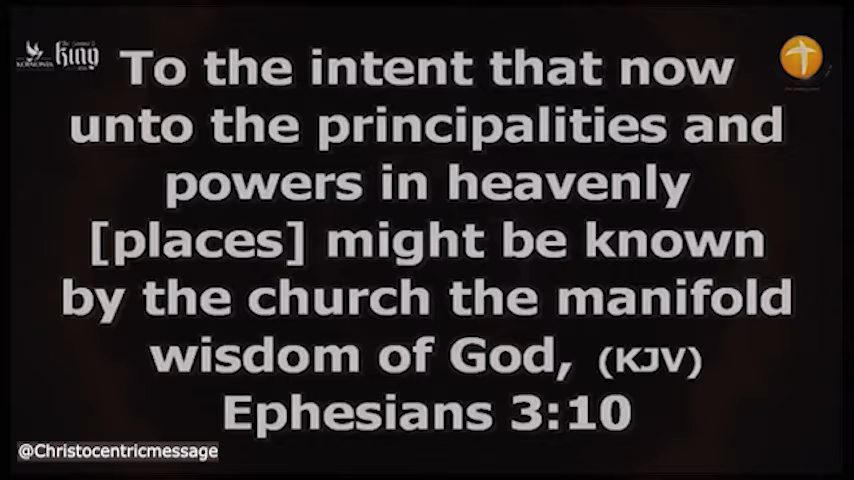 KOINONIA
King
To the intent that now
unto the principalities and
powers in heavenly
[places] might be known
by the church the manifold
wisdom of God, (KJV)
Ephesians 3:10
@Christocentricmessage